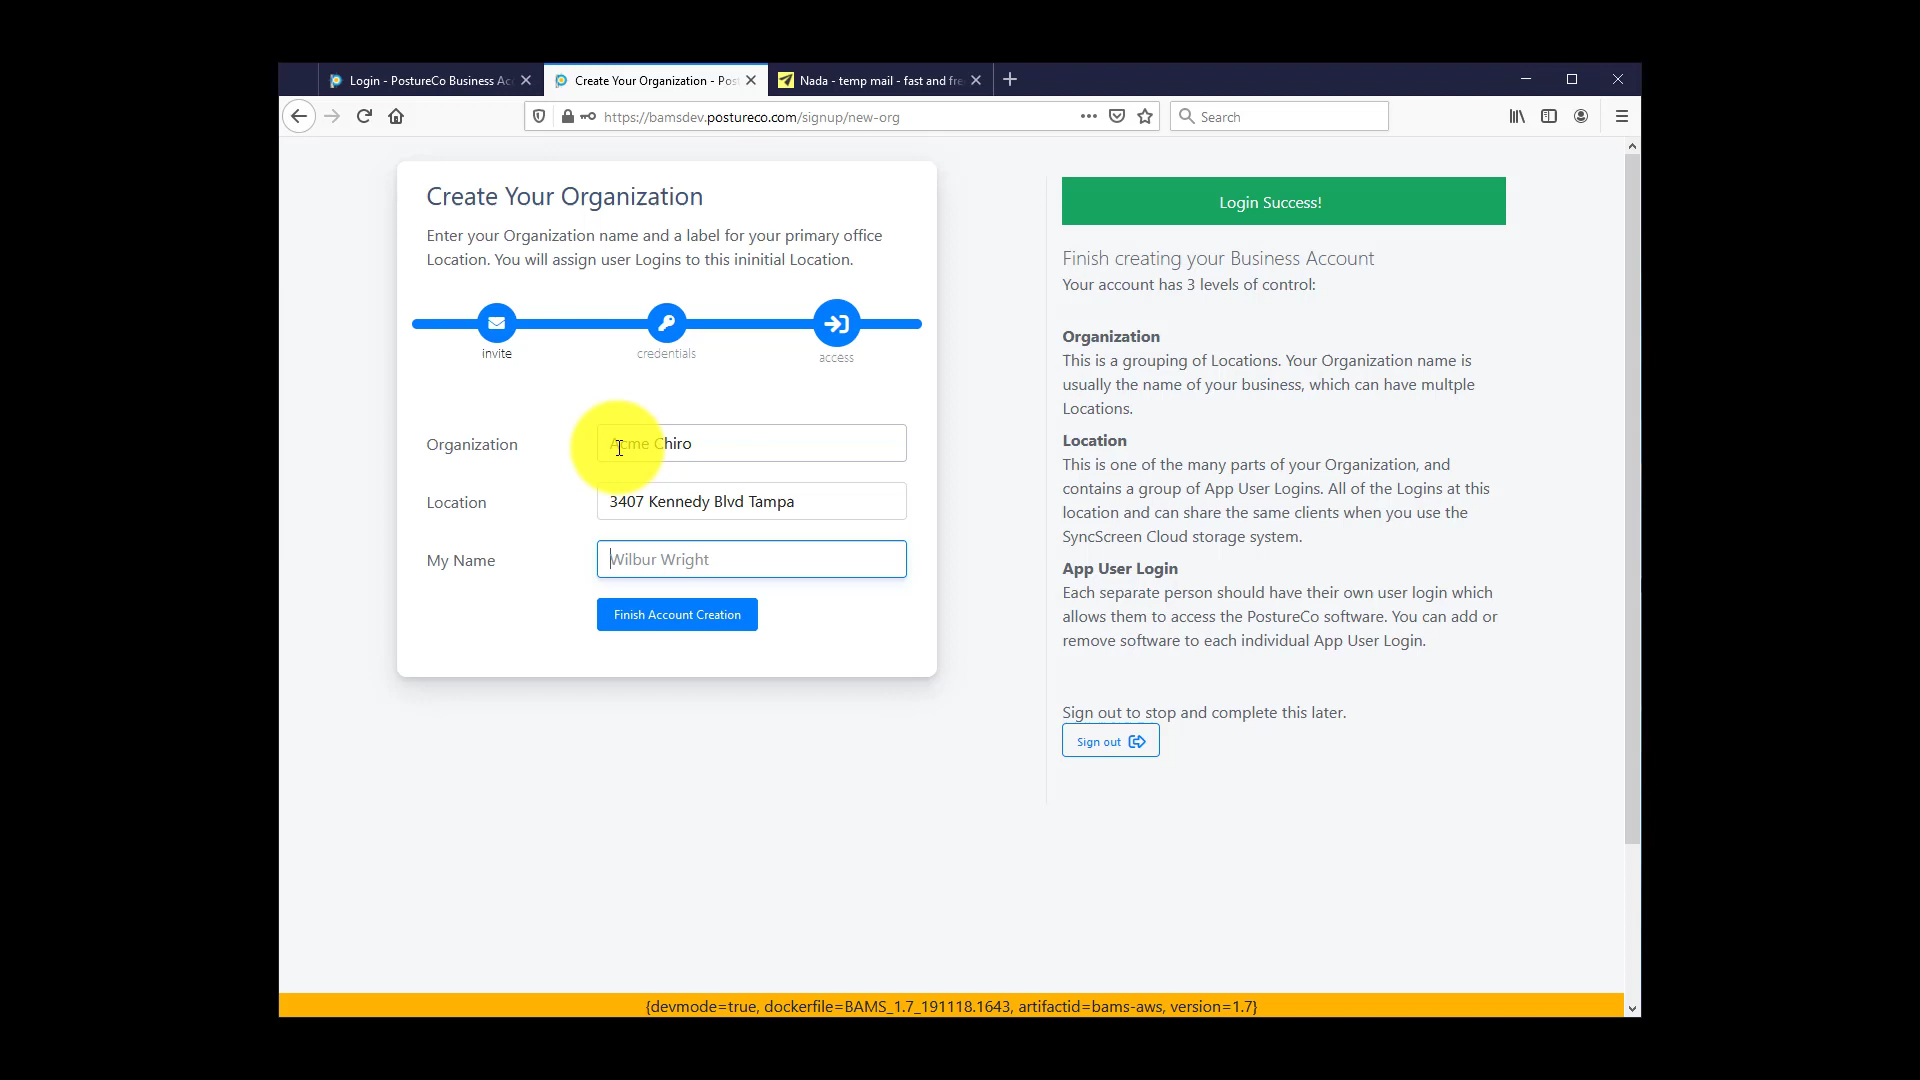 Login - PostureCo Business Ac
Create Your Organization - Pos
Nada - temp mail - fast and fre
https://bamsdev.postureco.com/signup/new-org
Search
Create Your Organization
Enter your Organization name and a label for your primary office
Location. You will assign user Logins to this ininitial Location.
invite
credentials
access
Organization
Acme Chiro
Location
3407 Kennedy Blvd Tampa
My Name
Wilbur Wright
Finish Account Creation
Login Success!
Finish creating your Business Account
Your account has 3 levels of control:
Organization
This is a grouping of Locations. Your Organization name is
usually the name of your business, which can have multple
Locations.
Location
This is one of the many parts of your Organization, and
contains a group of App User Logins. All of the Logins at this
location and can share the same clients when you use the
SyncScreen Cloud storage system.
App User Login
Each separate person should have their own user login which
allows them to access the PostureCo software. You can add or
remove software to each individual App User Login.
Sign out to stop and complete this later.
Sign out
{devmode=true, dockerfile=BAMS_1.7_191118.1643, artifactid=bams-aws, version=1.7}